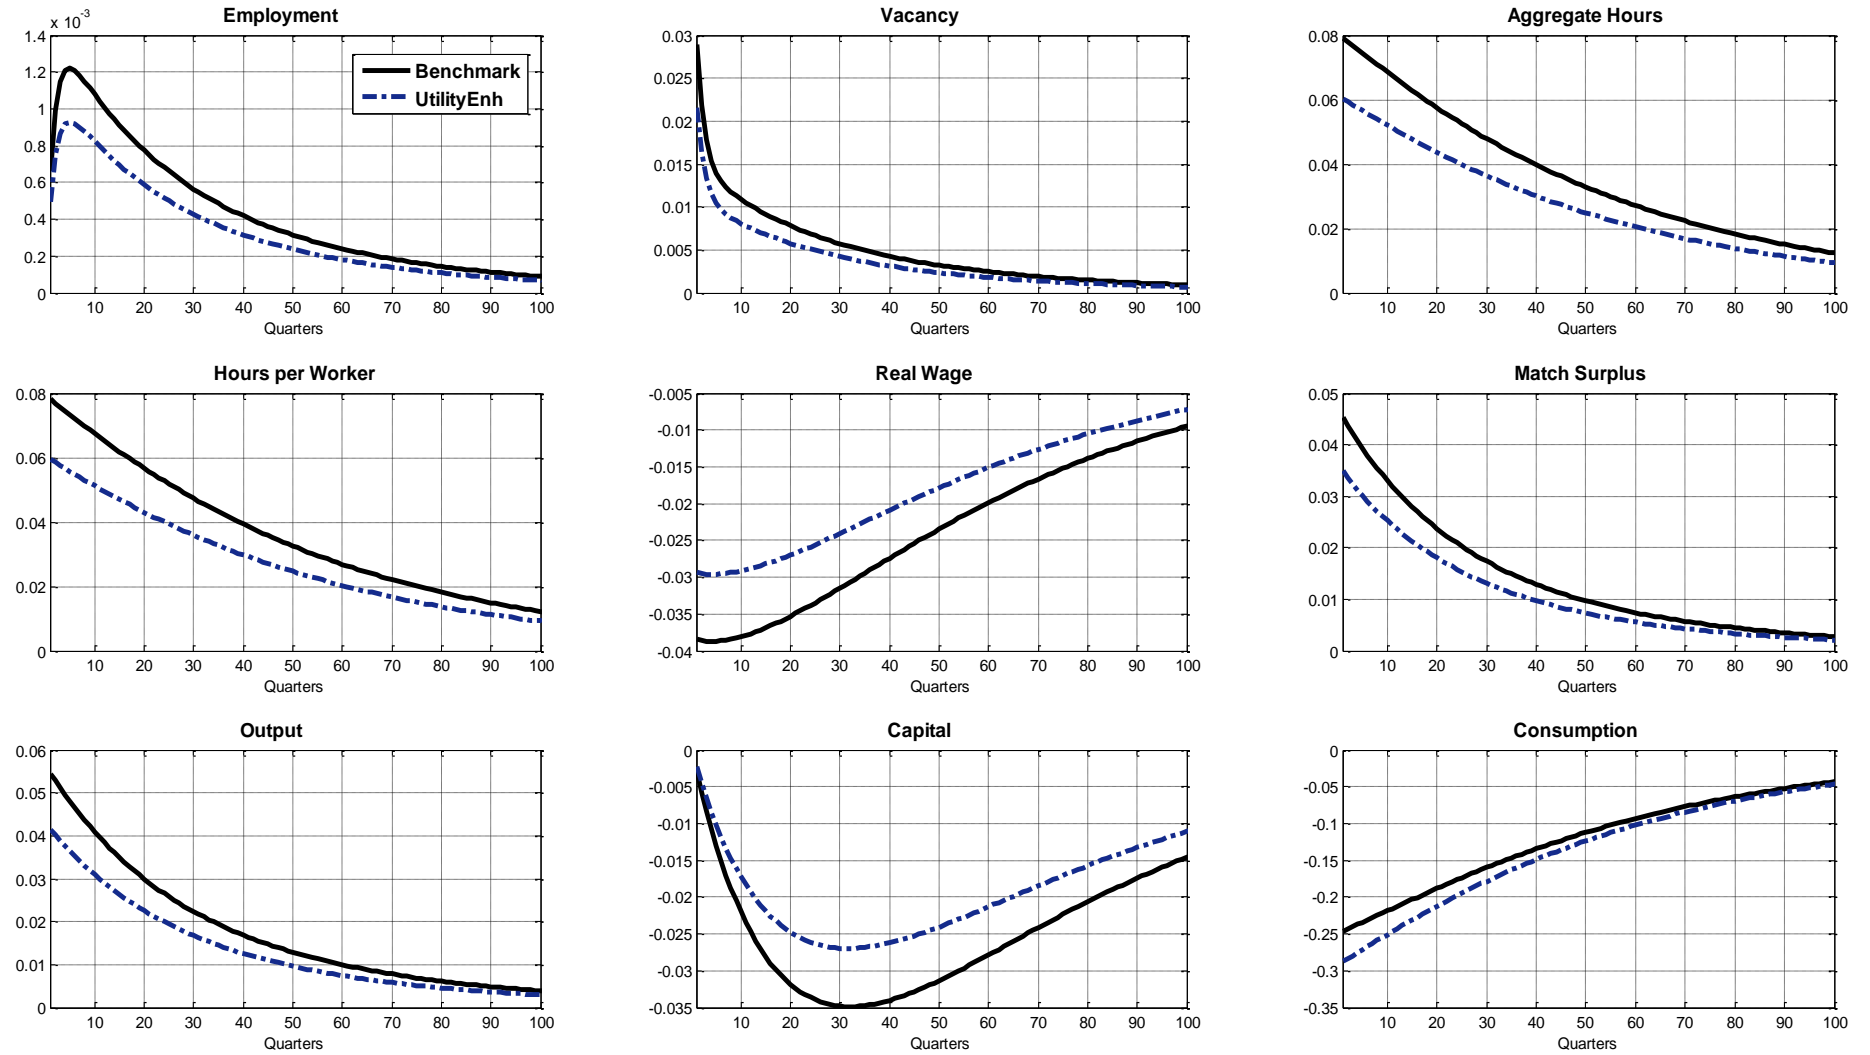 Employment
x 10^-3
1.4
1.2
1
0.8
0.6
0.4
0.2
0
Benchmark
UtilityEnh
10 20 30 40 50 60 70 80 90 100
Quarters
Vacancy
0.03
0.025
0.02
0.015
0.01
0.005
0
10 20 30 40 50 60 70 80 90 100
Quarters
Aggregate Hours
0.08
0.06
0.04
0.02
0
10 20 30 40 50 60 70 80 90 100
Quarters
Hours per Worker
0.08
0.06
0.04
0.02
0
10 20 30 40 50 60 70 80 90 100
Quarters
Real Wage
-0.005
-0.01
-0.015
-0.02
-0.025
-0.03
-0.035
-0.04
10 20 30 40 50 60 70 80 90 100
Quarters
Match Surplus
0.05
0.04
0.03
0.02
0.01
0
10 20 30 40 50 60 70 80 90 100
Quarters
Output
0.06
0.05
0.04
0.03
0.02
0.01
0
10 20 30 40 50 60 70 80 90 100
Quarters
Capital
0
-0.005
-0.01
-0.015
-0.02
-0.025
-0.03
-0.035
10 20 30 40 50 60 70 80 90 100
Quarters
Consumption
0
-0.05
-0.1
-0.15
-0.2
-0.25
-0.3
-0.35
10 20 30 40 50 60 70 80 90 100
Quarters